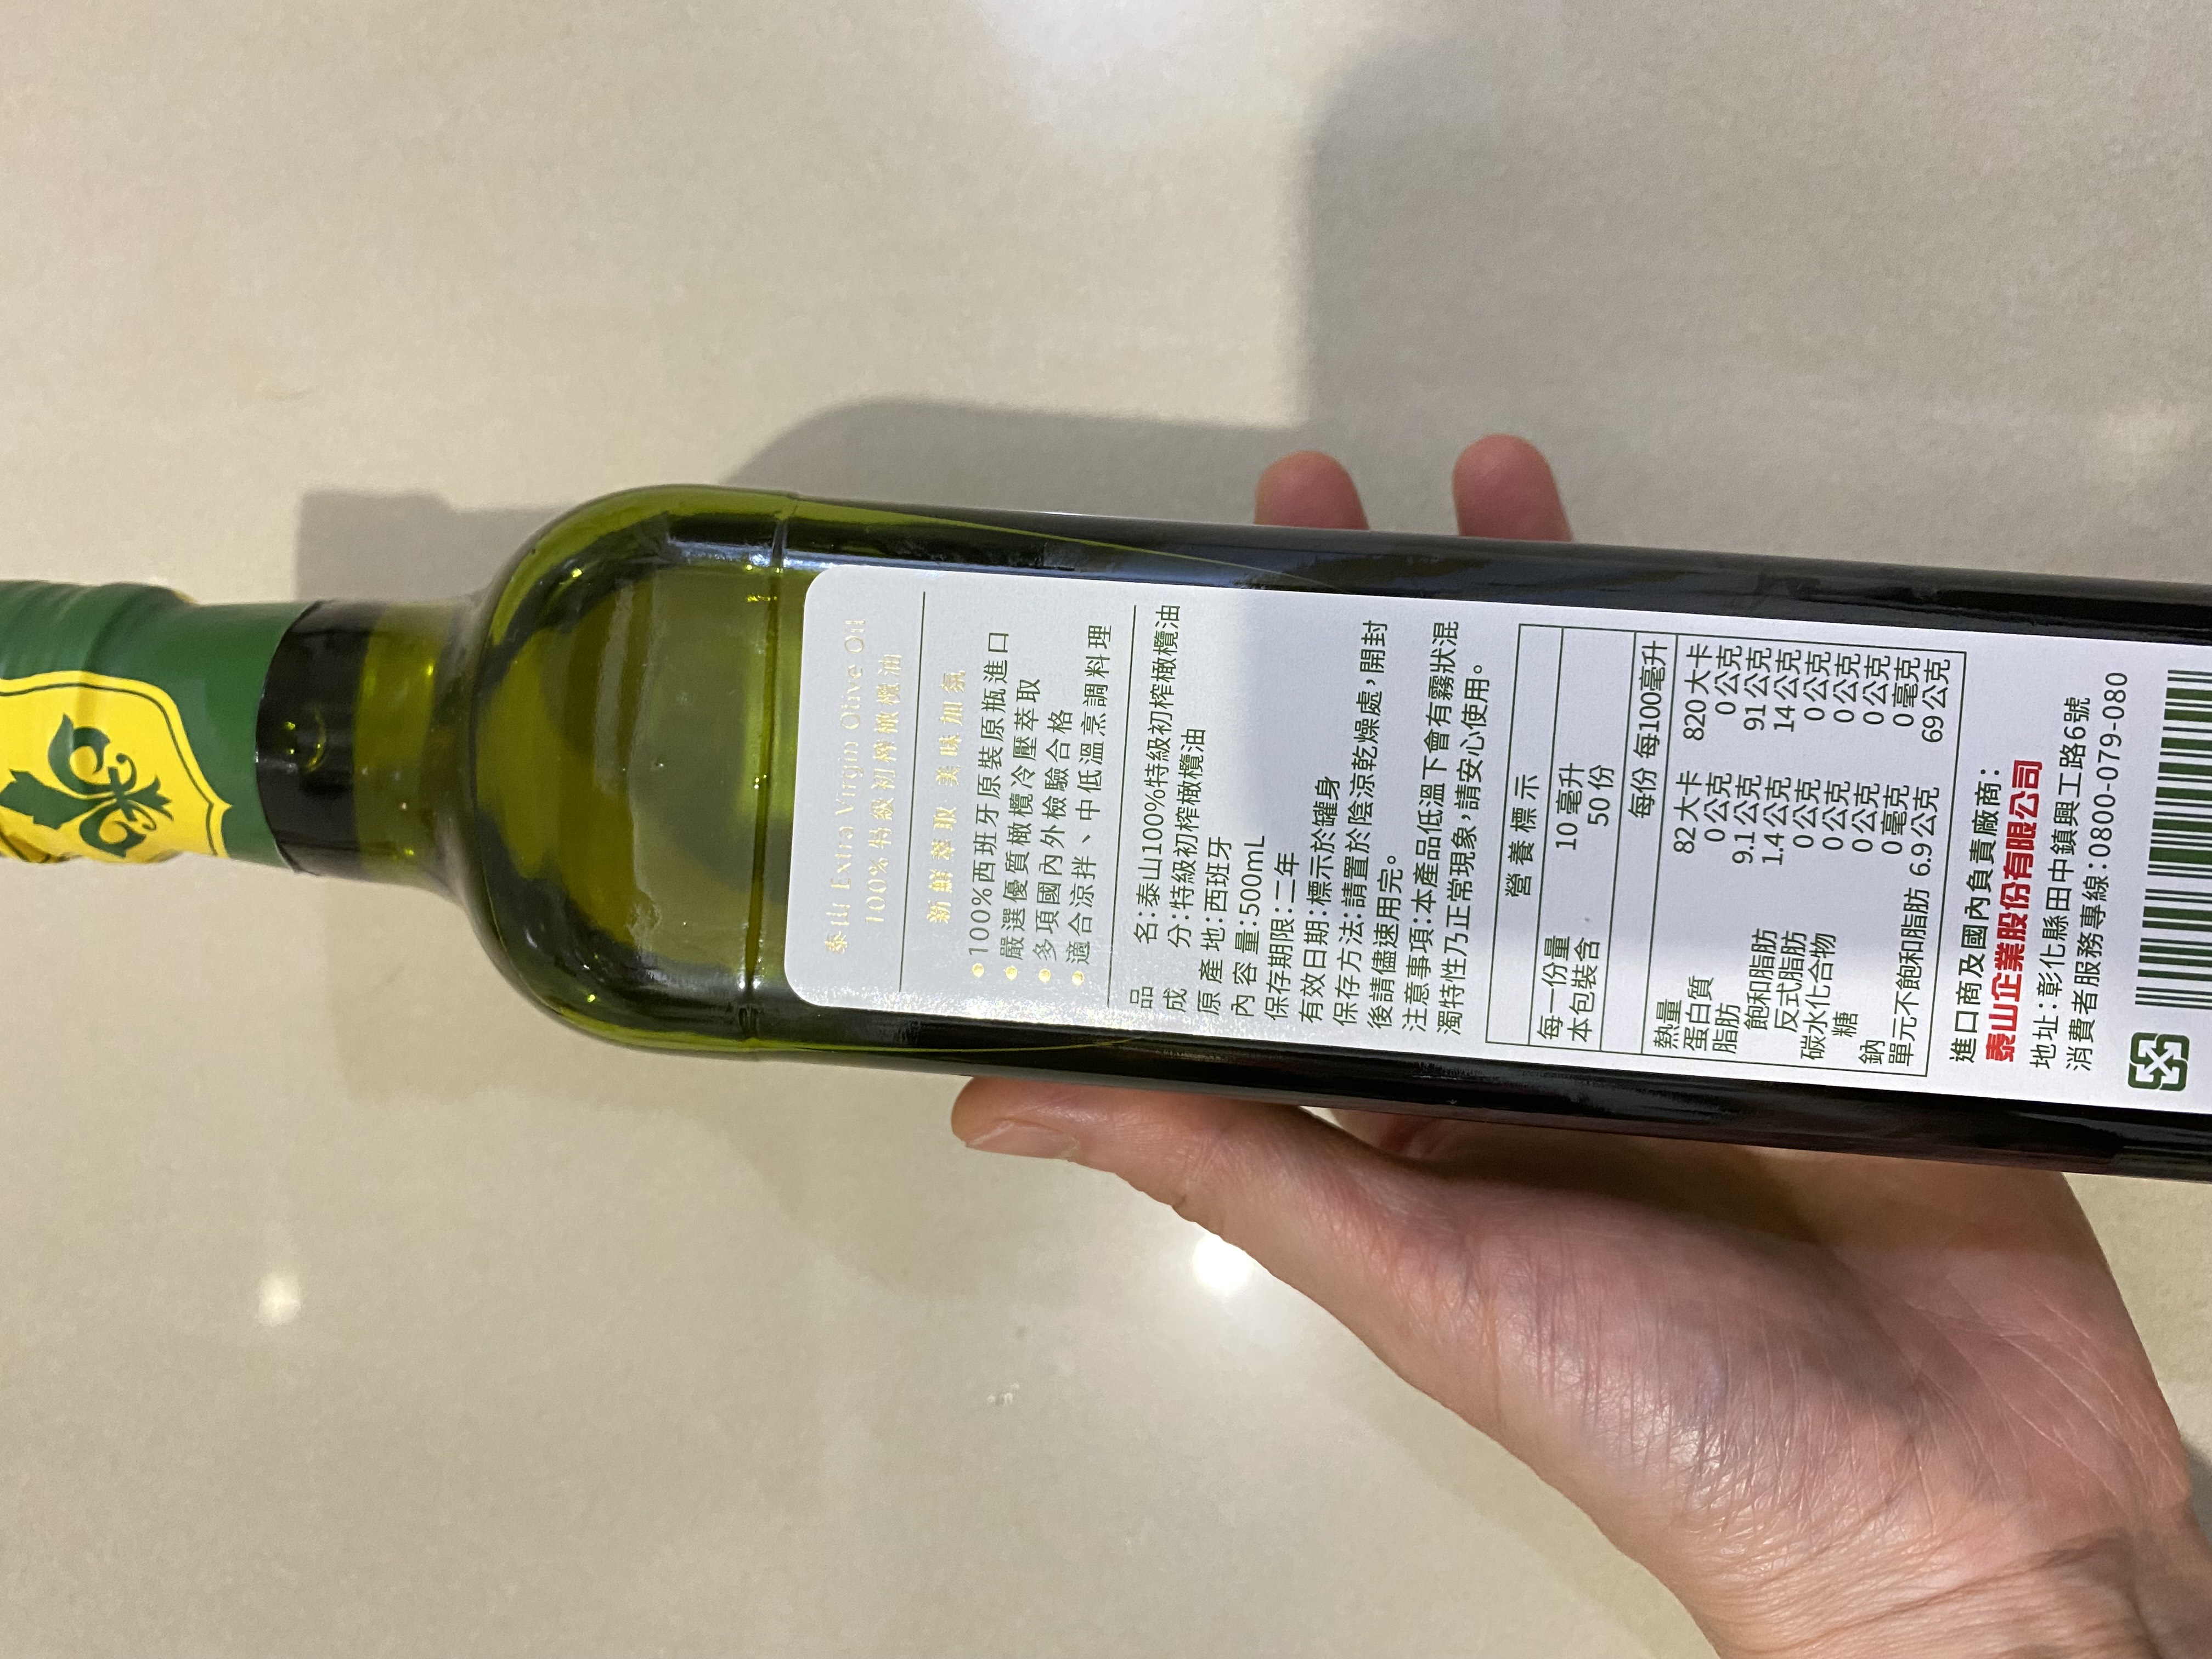 泰山 Extra Virgin Olive Oil
100%特級初榨橄欖油
新鮮萃取 美味加氛
100%西班牙原裝原瓶進口
嚴選優質橄欖冷壓萃取
多項國內外檢驗合格
適合涼拌、中低溫烹調料理
品名:泰山100%特級初榨橄欖油
成分:特級初榨橄欖油
原產地:西班牙
內容量:500mL
保存期限:二年
有效日期:標示於罐身
保存方法:請置於陰涼乾燥處,開封
後請儘速用完。
注意事項:本產品低溫下會有霧狀混
濁特性乃正常現象,請安心使用。
營養標示
每一份量 10 毫升
本包裝含 50 份
每份 每100毫升
熱量 82 大卡 820 大卡
蛋白質 0 公克 0 公克
脂肪 9.1 公克 91 公克
飽和脂肪 1.4 公克 14 公克
反式脂肪 0 公克 0 公克
碳水化合物 0 公克 0 公克
糖 0 公克 0 公克
鈉 0 毫克 0 毫克
單元不飽和脂肪 6.9 公克 69 公克
進口商及國內負責廠商:
泰山企業股份有限公司
地址:彰化縣田中鎮興工路6號
消費者服務專線:0800-079-080